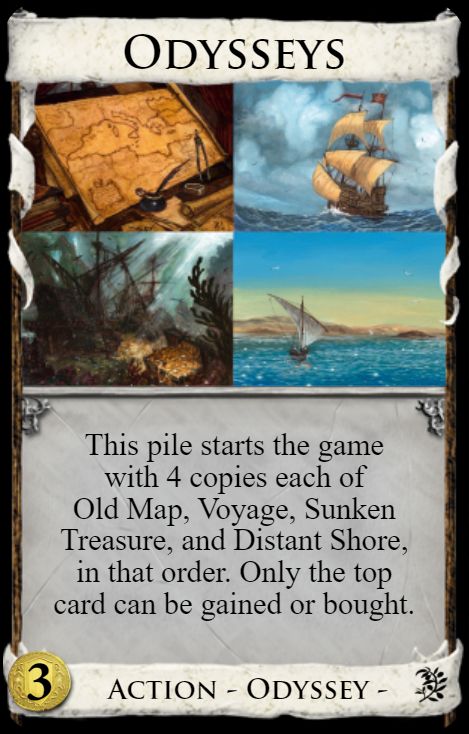 Odysseys
This pile starts the game
with 4 copies each of
Old Map, Voyage, Sunken
Treasure, and Distant Shore,
in that order. Only the top
card can be gained or bought.
3 Action - Odyssey -